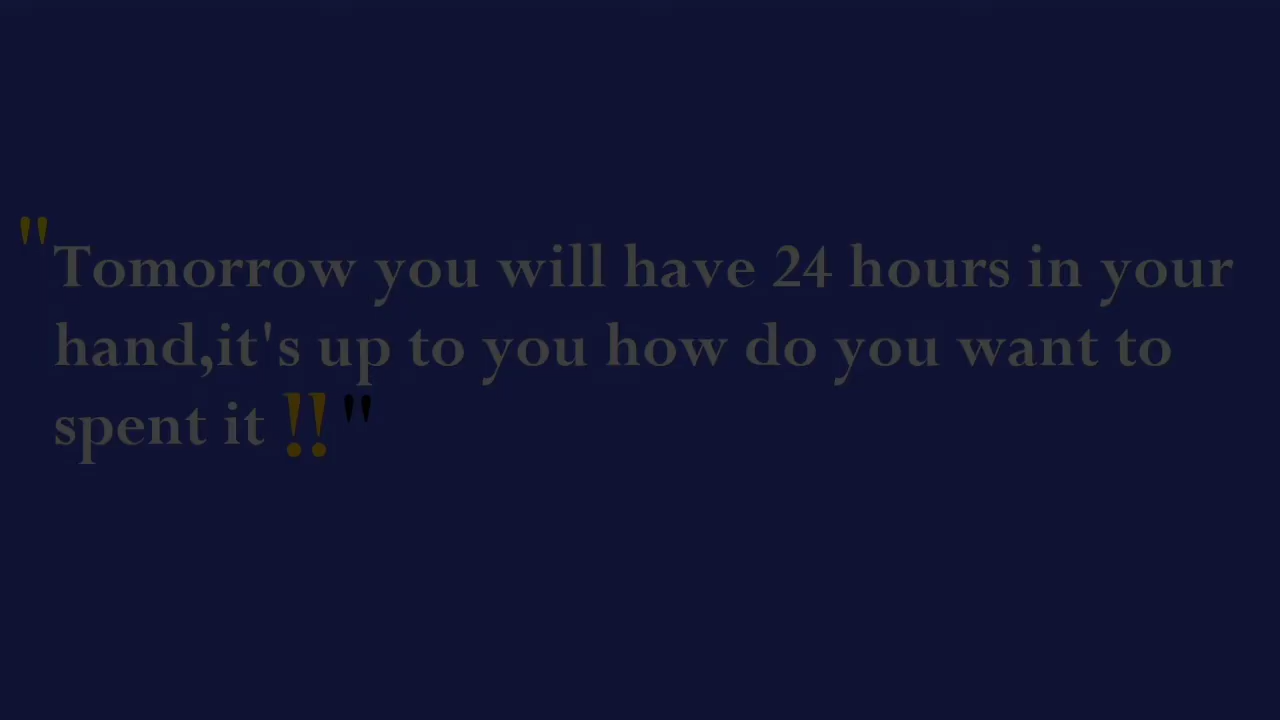 "Tomorrow you will have 24 hours in your
hand,it's up to you how do you want to
spent it !!"